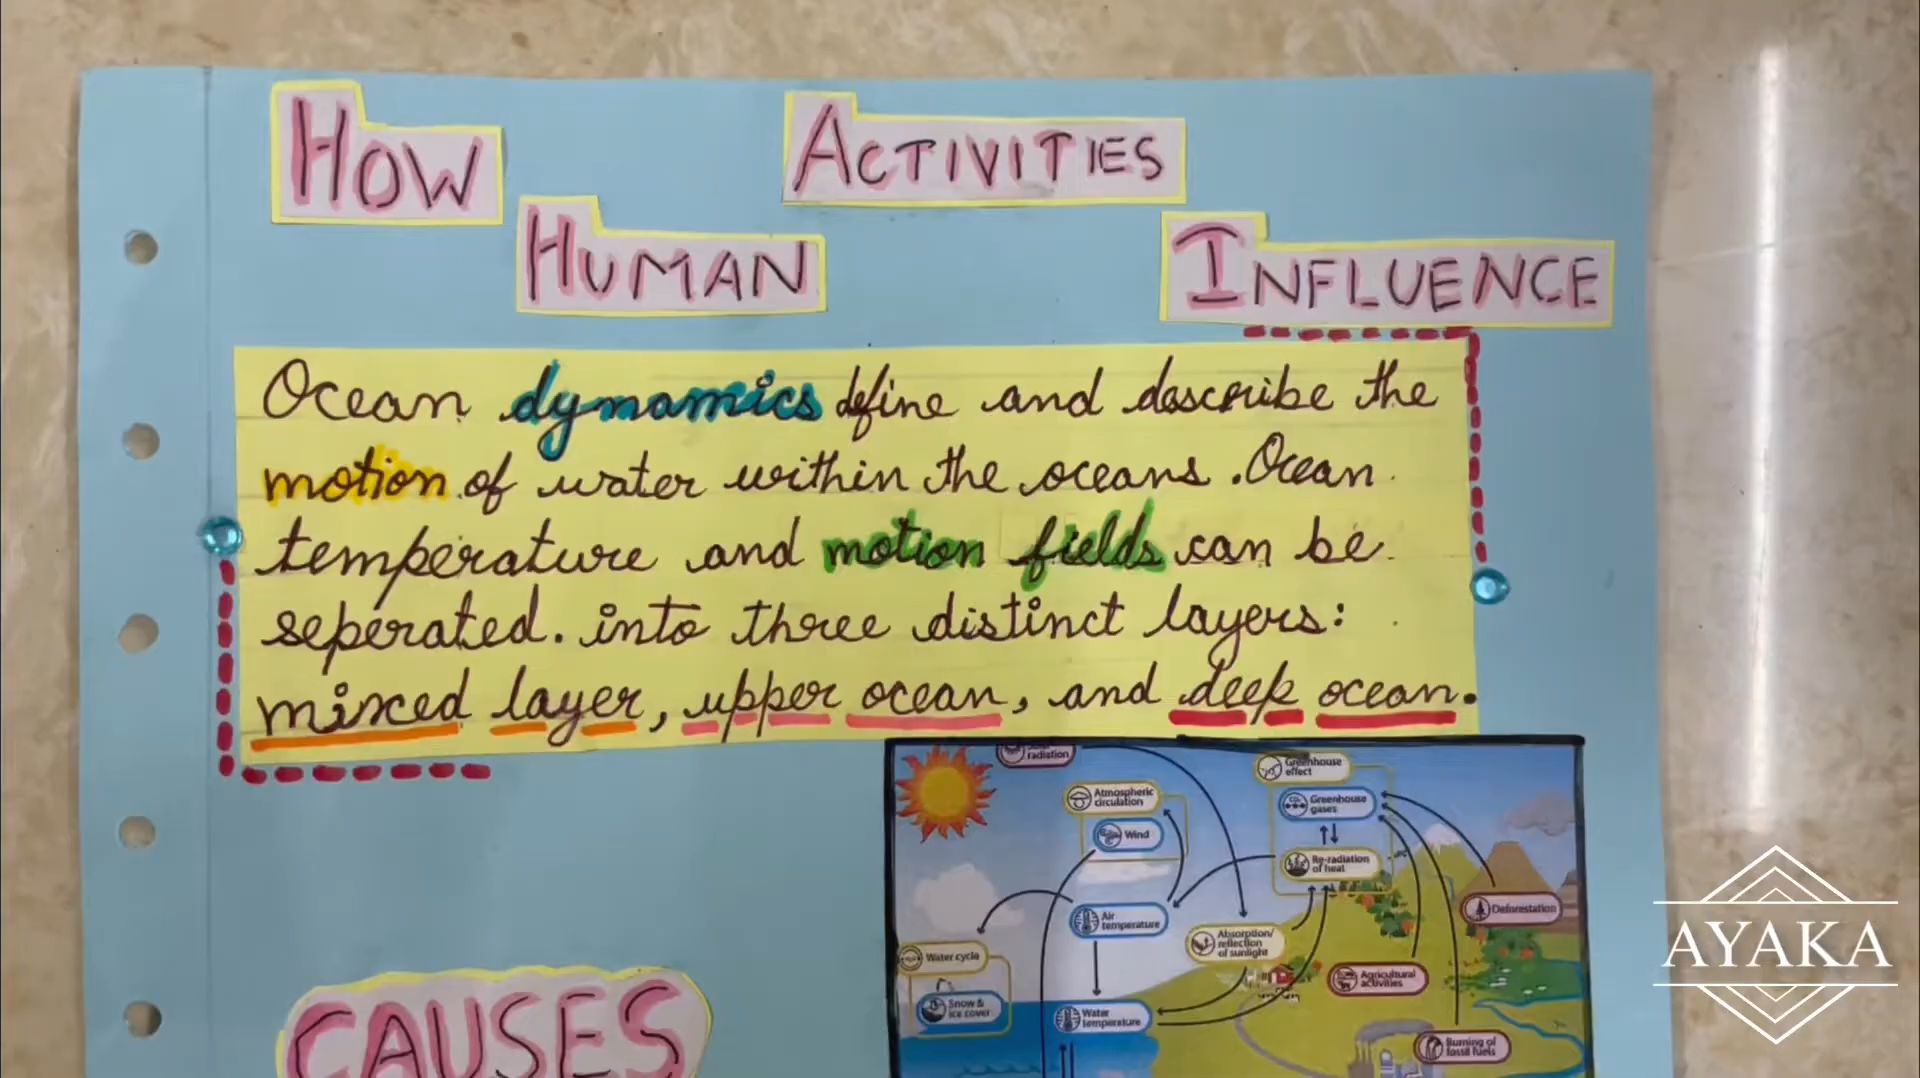 HOW
ACTIVITIES
HUMAN
INFLUENCE
Ocean dynamics define and describe the
motion of water within the oceans. Ocean
temperature and motion fields can be
seperated. into three distinct layers:
mixed layer, upper ocean, and deep ocean.
radiation
Greenhouse
effect
Atmospheric
circulation
Greenhouse
gases
Wind
Re-radiation
of heat
Air
temperature
Deforestation
Absorption/
reflection
of sunlight
Water cycle
Agricultural
activities
Snow &
ice cover
Water
temperature
Burning of
fossil fuels
CAUSES
AYAKA